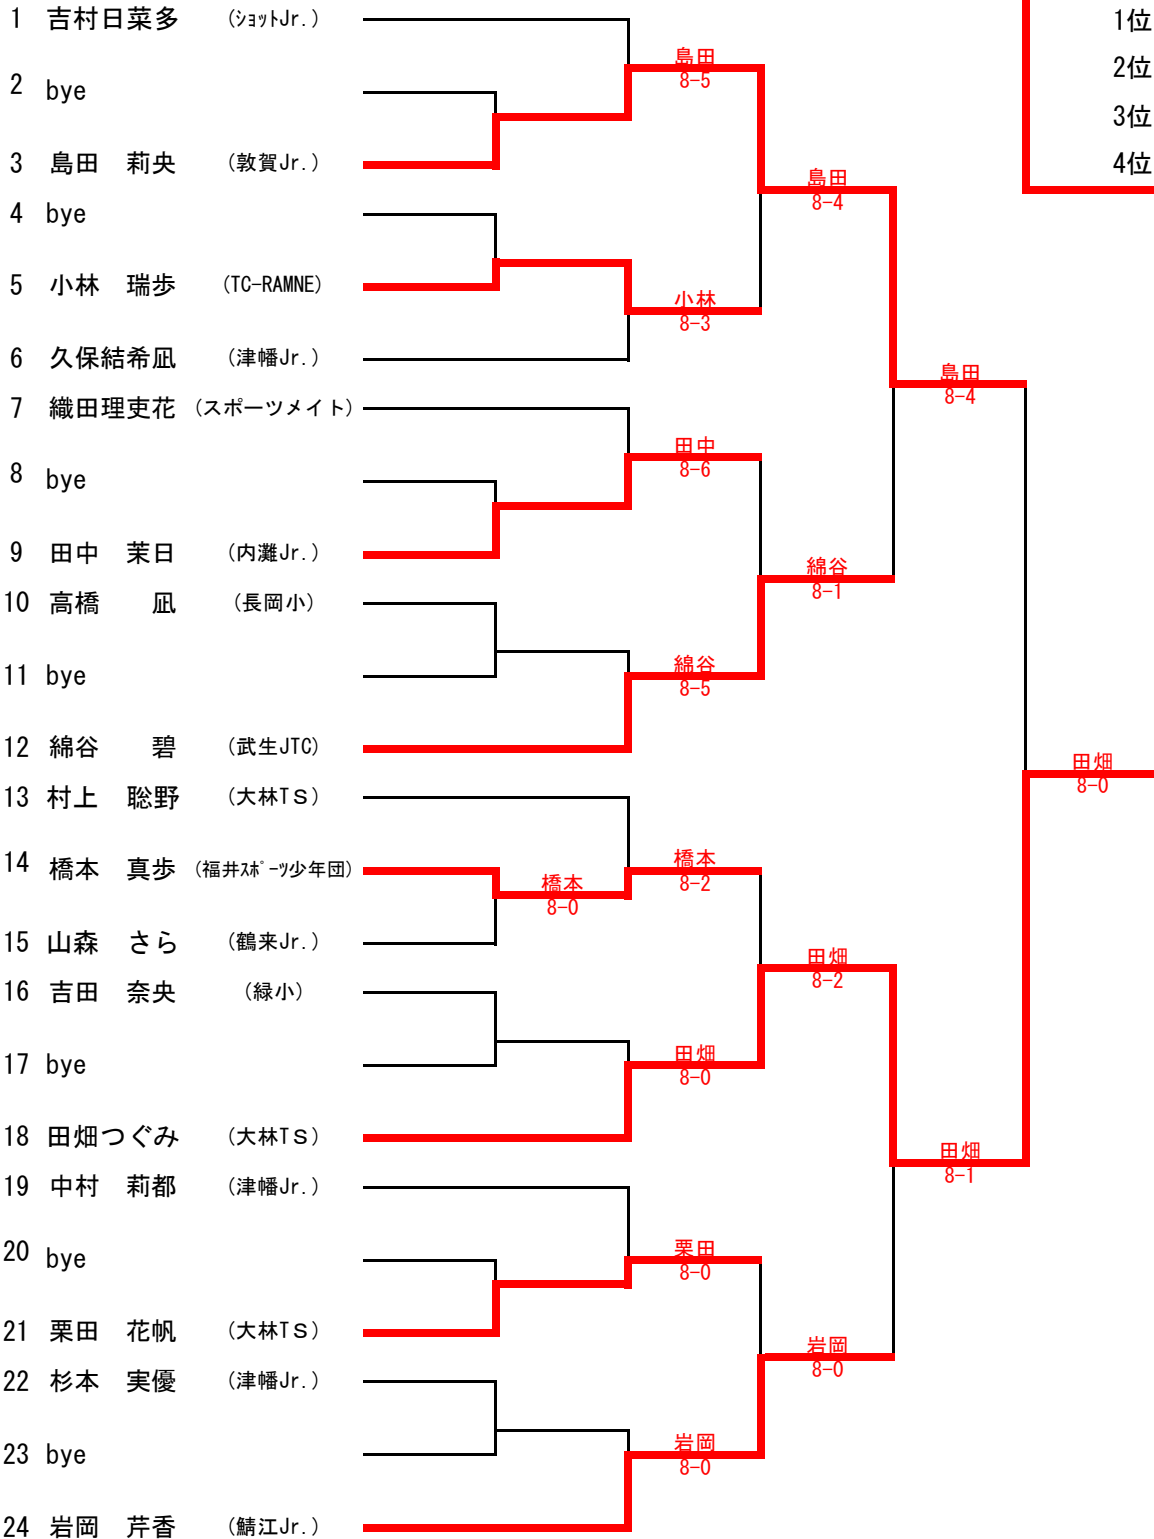 1 吉村日菜多 (ショットJr.)
2 bye
3 島田 莉央 (敦賀Jr.)
4 bye
5 小林 瑞歩 (TC-RAMNE)
6 久保結希凪 (津幡Jr.)
7 織田理吏花 (スポーツメイト)
8 bye
9 田中 茉日 (内灘Jr.)
10 高橋 凪 (長岡小)
11 bye
12 綿谷 碧 (武生JTC)
13 村上 聡野 (大林TS)
14 橋本 真歩 (福井スポーツ少年団)
15 山森 さら (鶴来Jr.)
16 吉田 奈央 (緑小)
17 bye
18 田畑つぐみ (大林TS)
19 中村 莉都 (津幡Jr.)
20 bye
21 栗田 花帆 (大林TS)
22 杉本 実優 (津幡Jr.)
23 bye
24 岩岡 芹香 (鯖江Jr.)
橋本
8-0
島田
8-5
小林
8-3
田中
8-6
綿谷
8-5
橋本
8-2
田畑
8-0
栗田
8-0
岩岡
8-0
島田
8-4
綿谷
8-1
田畑
8-2
岩岡
8-0
島田
8-4
田畑
8-1
田畑
8-0
1位
2位
3位
4位